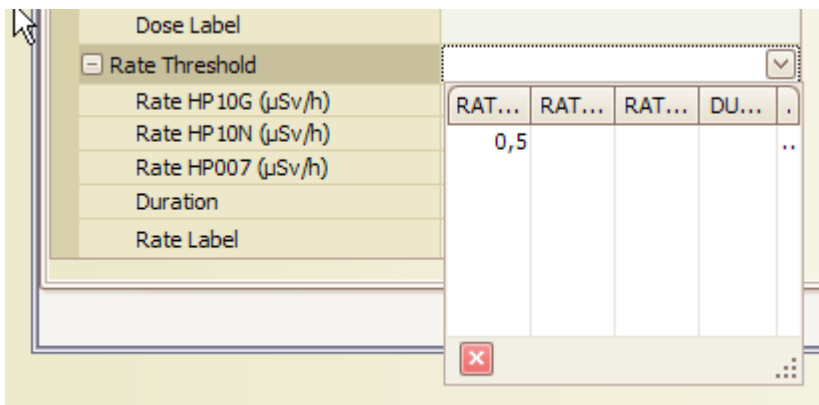 Dose Label
Rate Threshold
Rate HP10G (µSv/h)
Rate HP10N (µSv/h)
Rate HP007 (µSv/h)
Duration
Rate Label
RAT... RAT... RAT... DU... .
0,5 ..